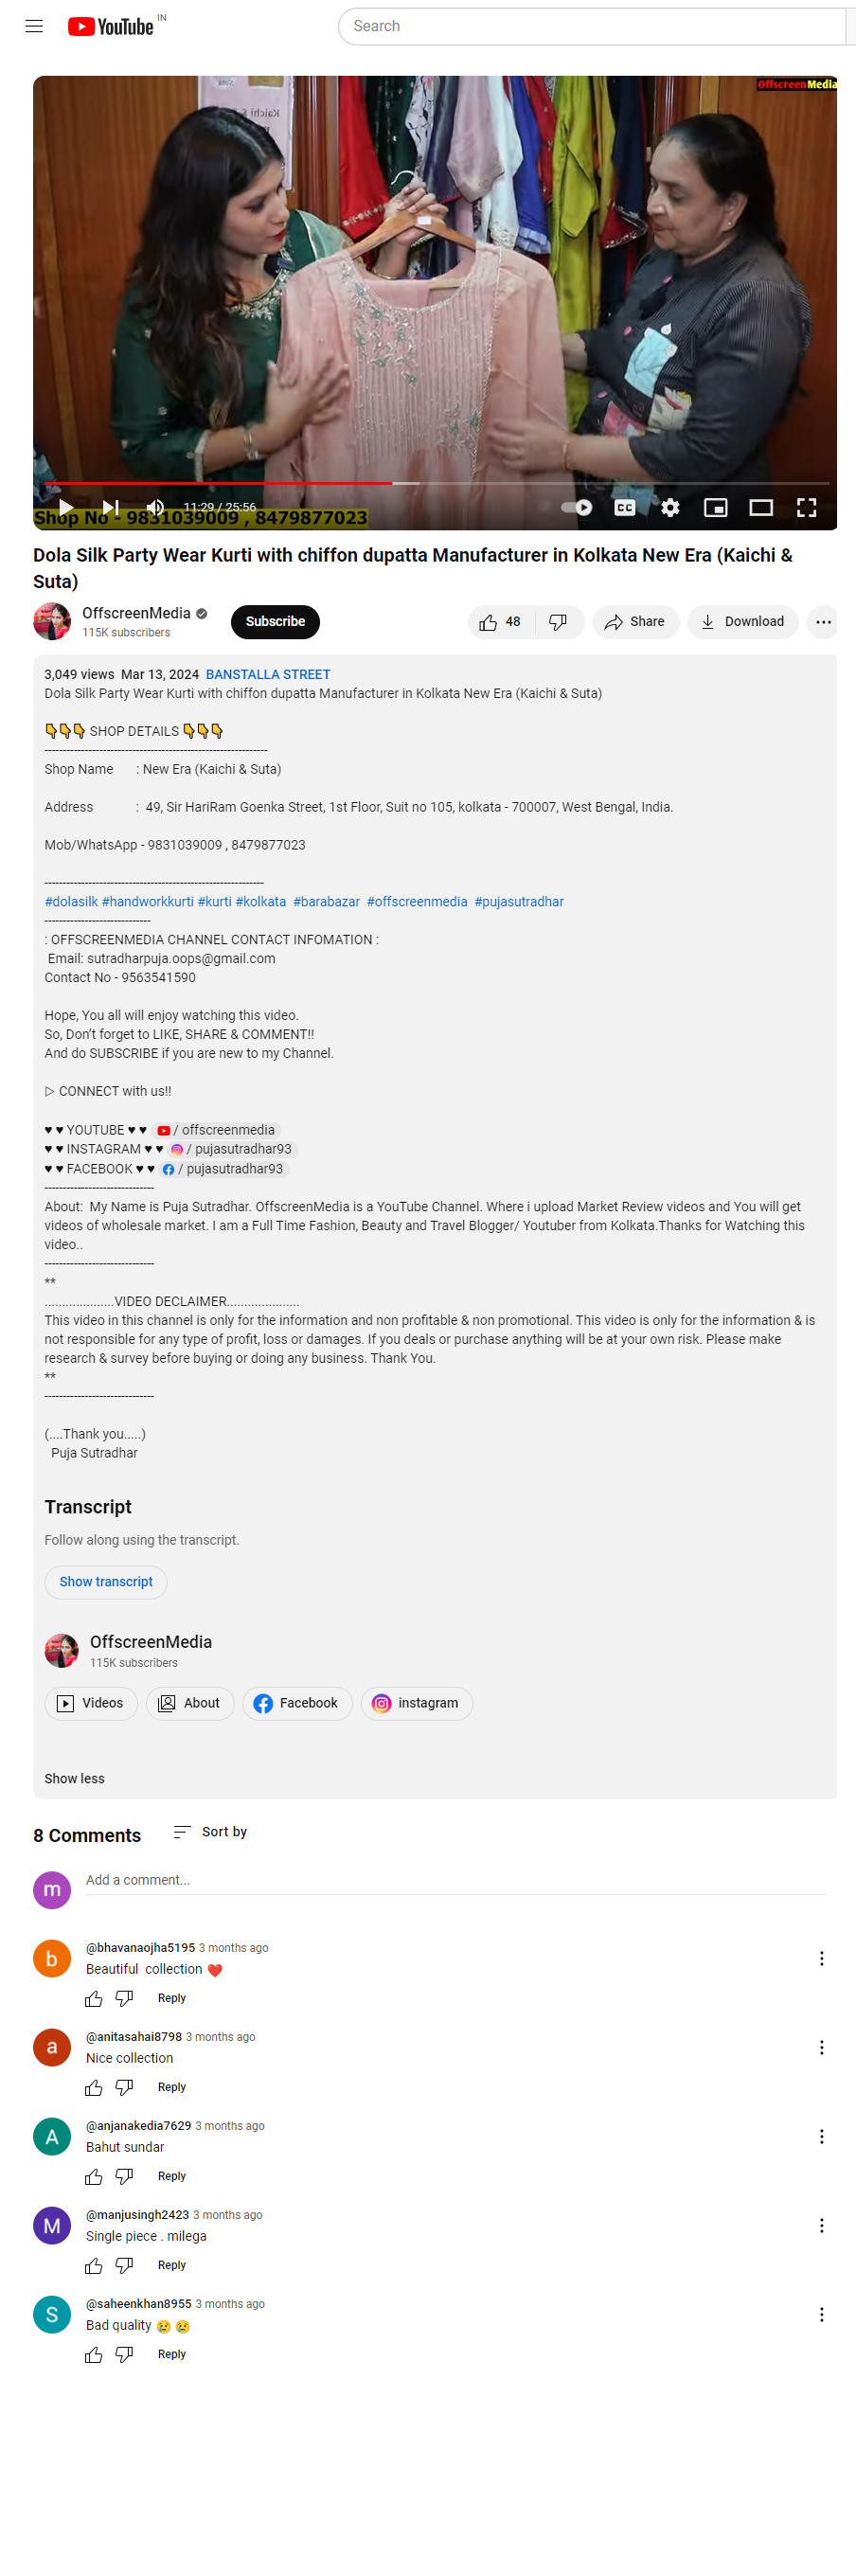 YouTube IN
Search
OffscreenMedia
Shop No - 9831039009 , 8479877023
11:29 / 25:56
CC
Dola Silk Party Wear Kurti with chiffon dupatta Manufacturer in Kolkata New Era (Kaichi &
Suta)
OffscreenMedia
115K subscribers
Subscribe
48
Share
Download
3,049 views Mar 13, 2024 BANSTALLA STREET
Dola Silk Party Wear Kurti with chiffon dupatta Manufacturer in Kolkata New Era (Kaichi & Suta)
👇👇👇 SHOP DETAILS 👇👇👇
-------------------------------------------------------------
Shop Name : New Era (Kaichi & Suta)
Address : 49, Sir HariRam Goenka Street, 1st Floor, Suit no 105, kolkata - 700007, West Bengal, India.
Mob/WhatsApp - 9831039009 , 8479877023
------------------------------------------------------------
#dolasilk #handworkkurti #kurti #kolkata #barabazar #offscreenmedia #pujasutradhar
-----------------------------
: OFFSCREENMEDIA CHANNEL CONTACT INFOMATION :
Email: sutradharpuja.oops@gmail.com
Contact No - 9563541590
Hope, You all will enjoy watching this video.
So, Don't forget to LIKE, SHARE & COMMENT!!
And do SUBSCRIBE if you are new to my Channel.
▷ CONNECT with us!!
♥ ♥ YOUTUBE ♥ ♥ / offscreenmedia
♥ ♥ INSTAGRAM ♥ ♥ / pujasutradhar93
♥ ♥ FACEBOOK ♥ ♥ / pujasutradhar93
------------------------------
About: My Name is Puja Sutradhar. OffscreenMedia is a YouTube Channel. Where i upload Market Review videos and You will get
videos of wholesale market. I am a Full Time Fashion, Beauty and Travel Blogger/ Youtuber from Kolkata.Thanks for Watching this
video..
------------------------------
**
....................VIDEO DECLAIMER.....................
This video in this channel is only for the information and non profitable & non promotional. This video is only for the information & is
not responsible for any type of profit, loss or damages. If you deals or purchase anything will be at your own risk. Please make
research & survey before buying or doing any business. Thank You.
**
------------------------------
(....Thank you.....)
Puja Sutradhar
Transcript
Follow along using the transcript.
Show transcript
OffscreenMedia
115K subscribers
Videos
About
Facebook
instagram
Show less
8 Comments
Sort by
m
Add a comment...
b
@bhavanaojha5195 3 months ago
Beautiful collection ❤️
Reply
a
@anitasahai8798 3 months ago
Nice collection
Reply
A
@anjanakedia7629 3 months ago
Bahut sundar
Reply
M
@manjusingh2423 3 months ago
Single piece . milega
Reply
S
@saheenkhan8955 3 months ago
Bad quality 😢 😢
Reply